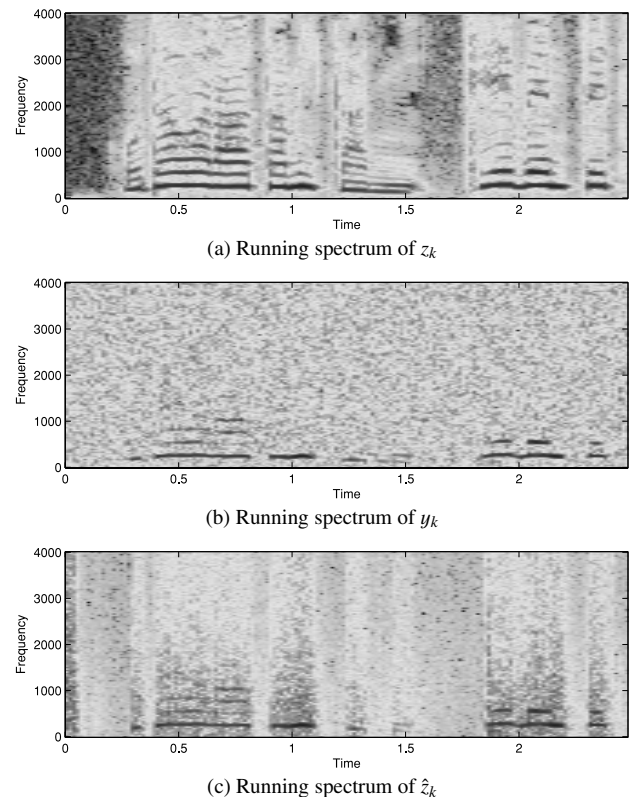 4000
3000
2000
1000
0
Frequency
0 0.5 1 1.5 2
Time
(a) Running spectrum of z_k
4000
3000
2000
1000
0
Frequency
0 0.5 1 1.5 2
Time
(b) Running spectrum of y_k
4000
3000
2000
1000
0
Frequency
0 0.5 1 1.5 2
Time
(c) Running spectrum of ẑ_k